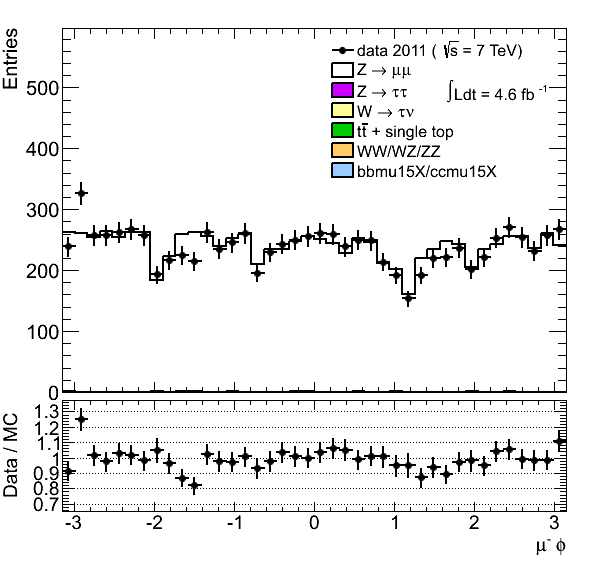 Entries
data 2011 ( √s = 7 TeV)
Z → μμ
Z → ττ
∫Ldt = 4.6 fb⁻¹
W → τν
tt̄ + single top
WW/WZ/ZZ
bbmu15X/ccmu15X
500
400
300
200
100
0
Data / MC
1.3
1.2
1.1
1
0.9
0.8
0.7
-3 -2 -1 0 1 2 3
μ⁻ ϕ